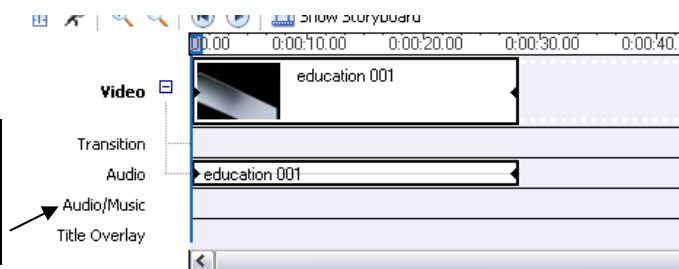 Show Storyboard
00.00 0:00:10.00 0:00:20.00 0:00:30.00 0:00:40.
Video education 001
Transition
Audio education 001
Audio/Music
Title Overlay